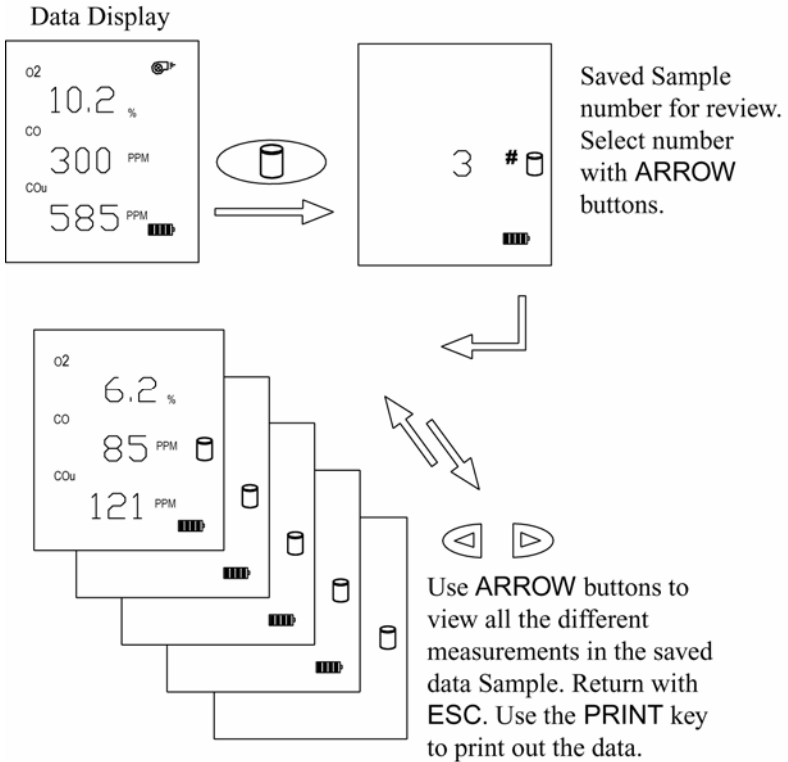 Data Display
O2
10.2 %
CO
300 PPM
COu
585 PPM
3 #
Saved Sample
number for review.
Select number
with ARROW
buttons.
O2
6.2 %
CO
85 PPM
COu
121 PPM
Use ARROW buttons to
view all the different
measurements in the saved
data Sample. Return with
ESC. Use the PRINT key
to print out the data.